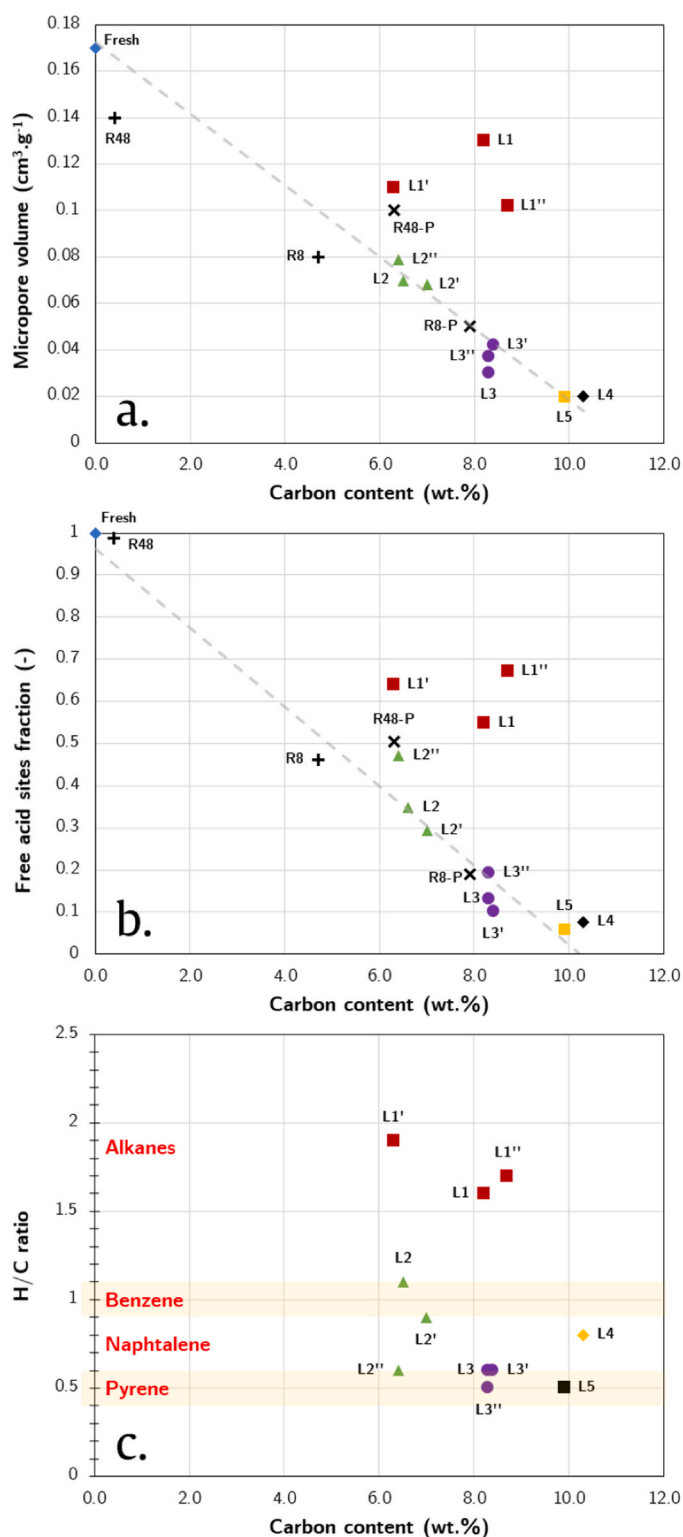 0.18
Fresh
0.16
0.14
R48
L1
0.12
L1'
L1''
0.1
R48-P
R8
0.08
L2''
L2
L2'
0.06
R8-P
L3'
0.04
L3''
L3
L4
0.02
L5
a.
0
0.0 2.0 4.0 6.0 8.0 10.0 12.0
Micropore volume (cm³.g⁻¹)
Carbon content (wt.%)
Fresh
1
R48
0.9
0.8
0.7
L1''
L1'
0.6
R48-P
L1
0.5
R8
L2''
0.4
L2
0.3
L2'
0.2
R8-P
L3''
L3
L5
L4
0.1
L3'
b.
0
0.0 2.0 4.0 6.0 8.0 10.0 12.0
Free acid sites fraction (-)
Carbon content (wt.%)
2.5
L1'
2
Alkanes
L1''
L1
1.5
L2
Benzene
1
L2'
Naphtalene
L4
L2''
L3
L3'
Pyrene
0.5
L5
L3''
c.
0
0.0 2.0 4.0 6.0 8.0 10.0 12.0
H/C ratio
Carbon content (wt.%)